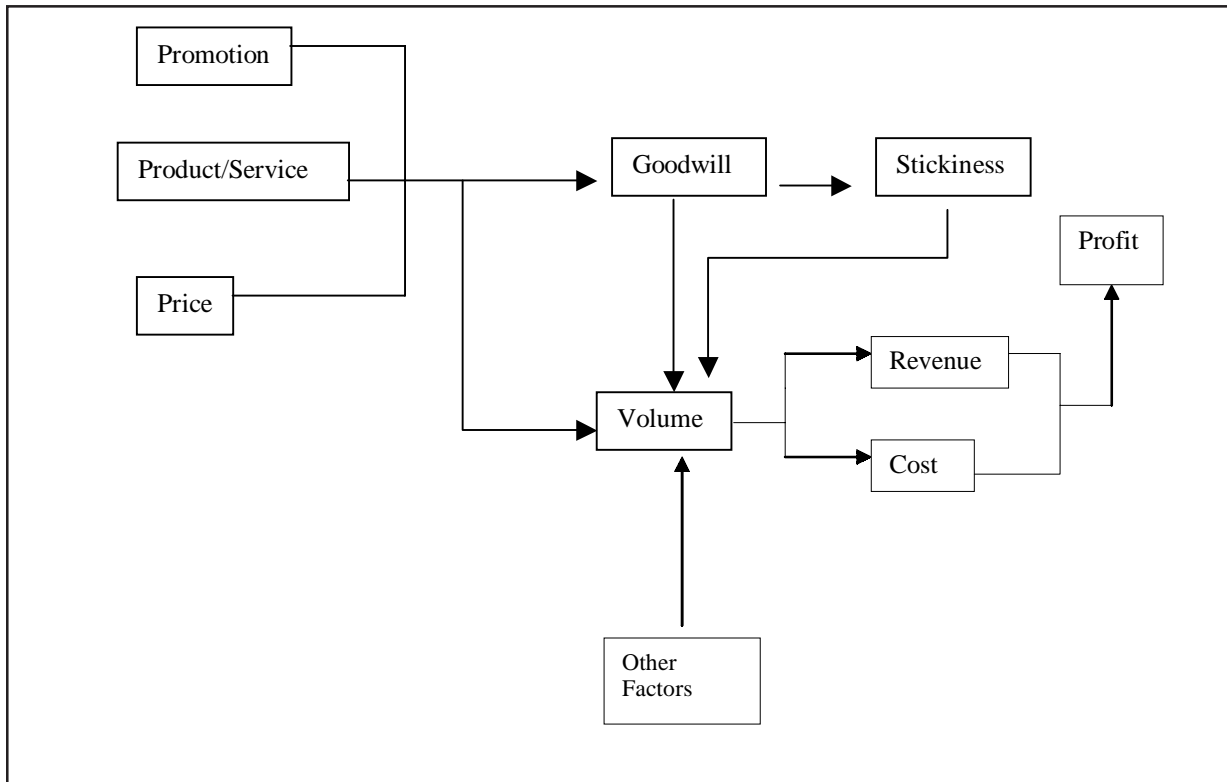 Promotion
Product/Service
Goodwill
Stickiness
Profit
Price
Revenue
Volume
Cost
Other
Factors